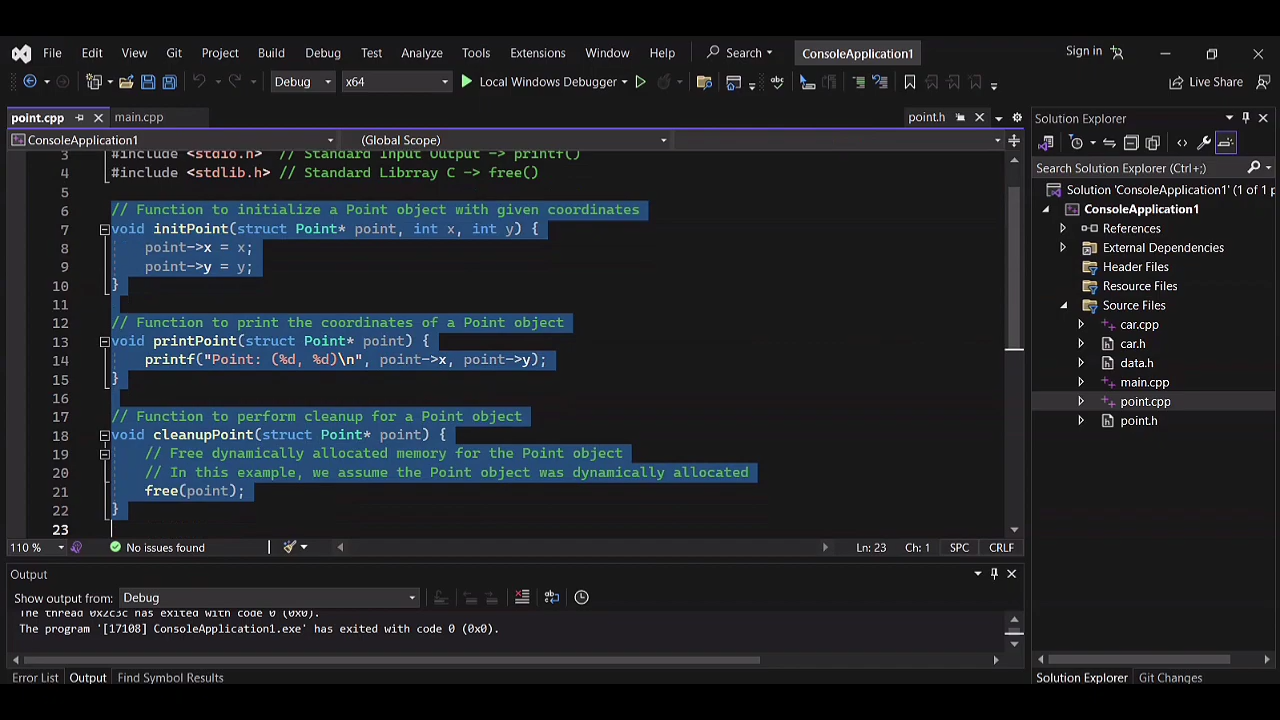 File Edit View Git Project Build Debug Test Analyze Tools Extensions Window Help Search ConsoleApplication1 Sign in
Debug x64 Local Windows Debugger Live Share
point.cpp main.cpp point.h
ConsoleApplication1 (Global Scope)
3 #include <stdio.h> // Standard Input Output -> printf()
4 #include <stdlib.h> // Standard Librray C -> free()
5
6 // Function to initialize a Point object with given coordinates
7 void initPoint(struct Point* point, int x, int y) {
8 point->x = x;
9 point->y = y;
10 }
11
12 // Function to print the coordinates of a Point object
13 void printPoint(struct Point* point) {
14 printf("Point: (%d, %d)\n", point->x, point->y);
15 }
16
17 // Function to perform cleanup for a Point object
18 void cleanupPoint(struct Point* point) {
19 // Free dynamically allocated memory for the Point object
20 // In this example, we assume the Point object was dynamically allocated
21 free(point);
22 }
23
110 % No issues found Ln: 23 Ch: 1 SPC CRLF
Output
Show output from: Debug
The thread 0x2c3c has exited with code 0 (0x0).
The program '[17108] ConsoleApplication1.exe' has exited with code 0 (0x0).
Error List Output Find Symbol Results
Solution Explorer
Search Solution Explorer (Ctrl+;)
Solution 'ConsoleApplication1' (1 of 1 p
ConsoleApplication1
References
External Dependencies
Header Files
Resource Files
Source Files
car.cpp
car.h
data.h
main.cpp
point.cpp
point.h
Solution Explorer Git Changes